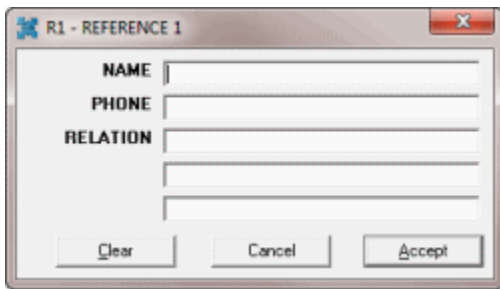 R1 - REFERENCE 1
NAME
PHONE
RELATION
Clear Cancel Accept